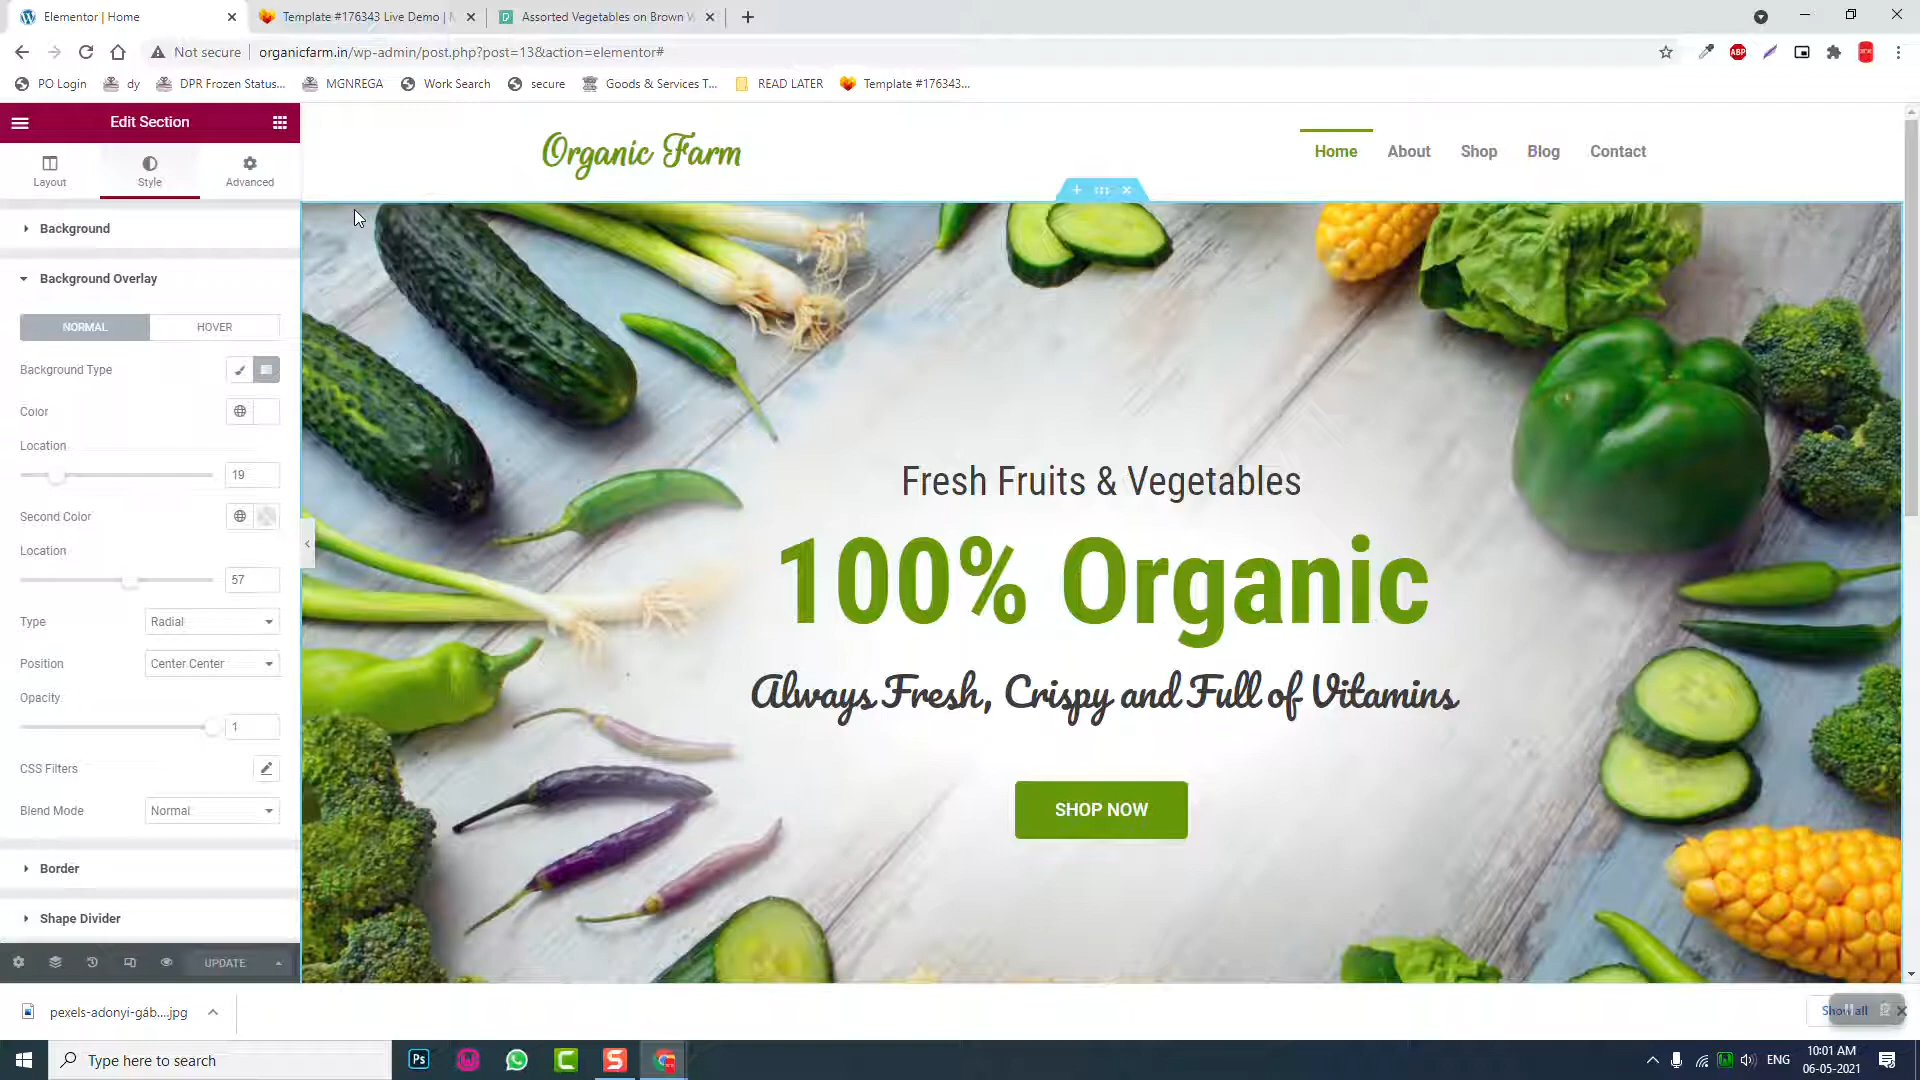 Elementor | Home
Template #176343 Live Demo |
Assorted Vegetables on Brown
Not secure
organicfarm.in/wp-admin/post.php?post=13&action=elementor#
ABP
PO Login
dy
DPR Frozen Status...
MGNREGA
Work Search
secure
Goods & Services T...
READ LATER
Template #176343...
Edit Section
Layout
Style
Advanced
Background
Background Overlay
NORMAL
HOVER
Background Type
Color
Location
19
Second Color
Location
57
Type
Radial
Position
Center Center
Opacity
1
CSS Filters
Blend Mode
Normal
Border
Shape Divider
UPDATE
Organic Farm
Home
About
Shop
Blog
Contact
Fresh Fruits & Vegetables
100% Organic
Always Fresh, Crispy and Full of Vitamins
SHOP NOW
pexels-adonyi-gáb....jpg
Show all
Type here to search
Ps
ENG
10:01 AM
06-05-2021